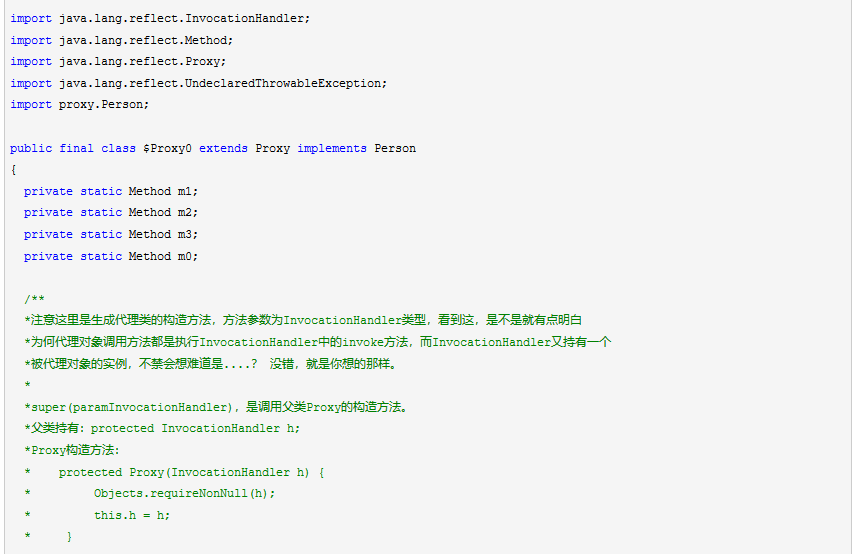 import java.lang.reflect.InvocationHandler;
import java.lang.reflect.Method;
import java.lang.reflect.Proxy;
import java.lang.reflect.UndeclaredThrowableException;
import proxy.Person;
public final class $Proxy0 extends Proxy implements Person
{
private static Method m1;
private static Method m2;
private static Method m3;
private static Method m0;
/**
*注意这里是生成代理类的构造方法，方法参数为InvocationHandler类型，看到这，是不是就有点明白
*为何代理对象调用方法都是执行InvocationHandler中的invoke方法，而InvocationHandler又持有一个
*被代理对象的实例，不禁会想难道是....？ 没错，就是你想的那样。
*
*super(paramInvocationHandler)，是调用父类Proxy的构造方法。
*父类持有：protected InvocationHandler h;
*Proxy构造方法：
* protected Proxy(InvocationHandler h) {
* Objects.requireNonNull(h);
* this.h = h;
* }